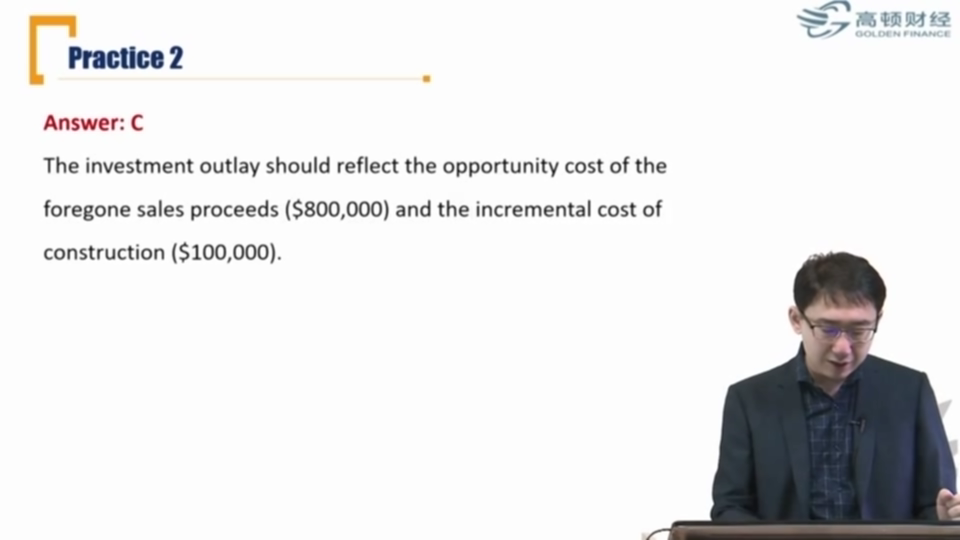 高顿财经
GOLDEN FINANCE
Practice 2
Answer: C
The investment outlay should reflect the opportunity cost of the
foregone sales proceeds ($800,000) and the incremental cost of
construction ($100,000).